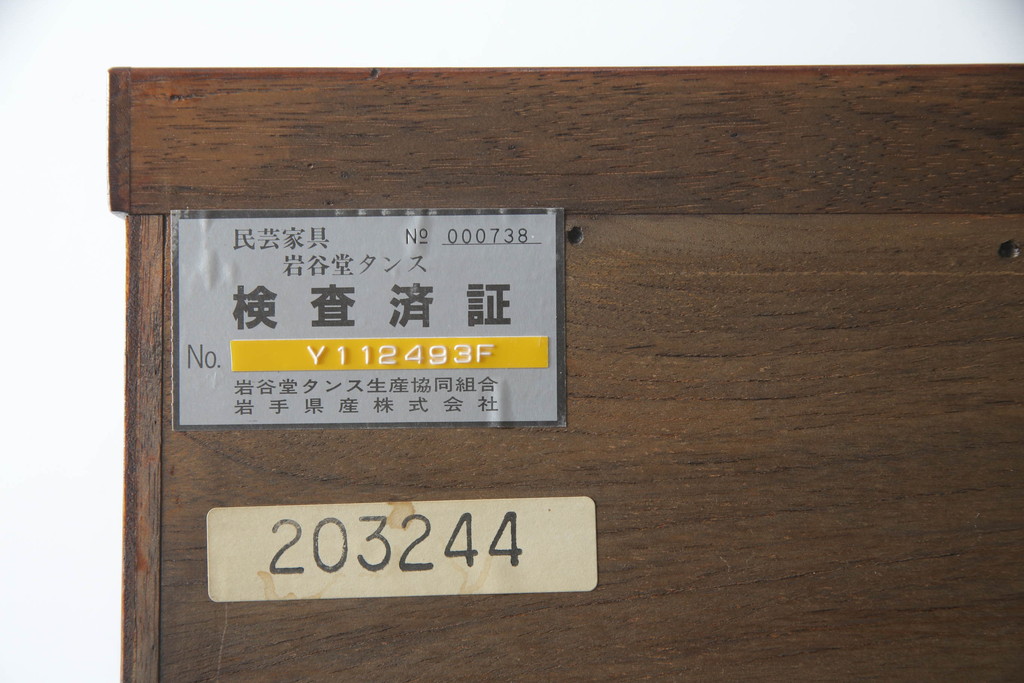 民芸家具 № 000738
岩谷堂タンス
検査済証
No. Y112493F
岩谷堂タンス生産協同組合
岩手県産株式会社
203244